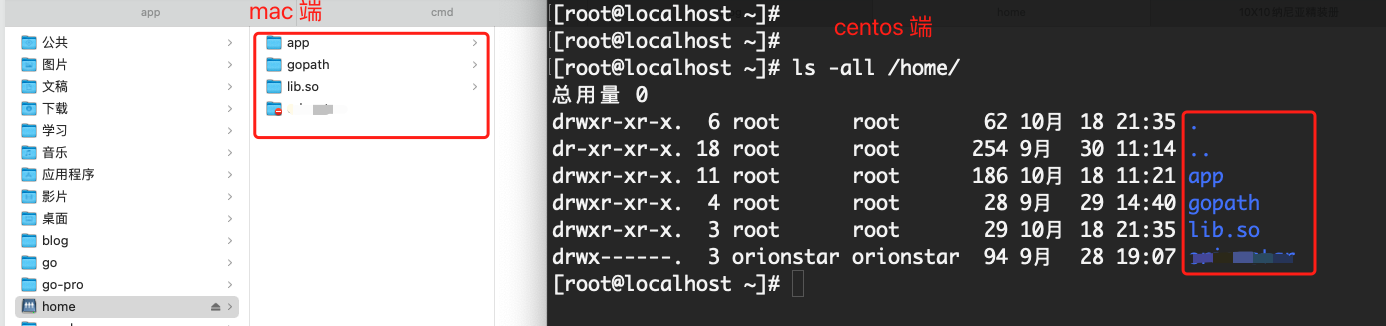 app
mac 端
cmd
公共
图片
文稿
下载
学习
音乐
应用程序
影片
桌面
blog
go
go-pro
home
app
gopath
lib.so
home
centos 端
[root@localhost ~]#
[root@localhost ~]#
[root@localhost ~]# ls -all /home/
总用量 0
drwxr-xr-x. 6 root root 62 10月 18 21:35 .
dr-xr-xr-x. 18 root root 254 9月 30 11:14 ..
drwxr-xr-x. 11 root root 186 10月 18 11:21 app
drwxr-xr-x. 4 root root 28 9月 29 14:40 gopath
drwxr-xr-x. 3 root root 29 10月 18 21:35 lib.so
drwx------. 3 orionstar orionstar 94 9月 28 19:07
[root@localhost ~]#